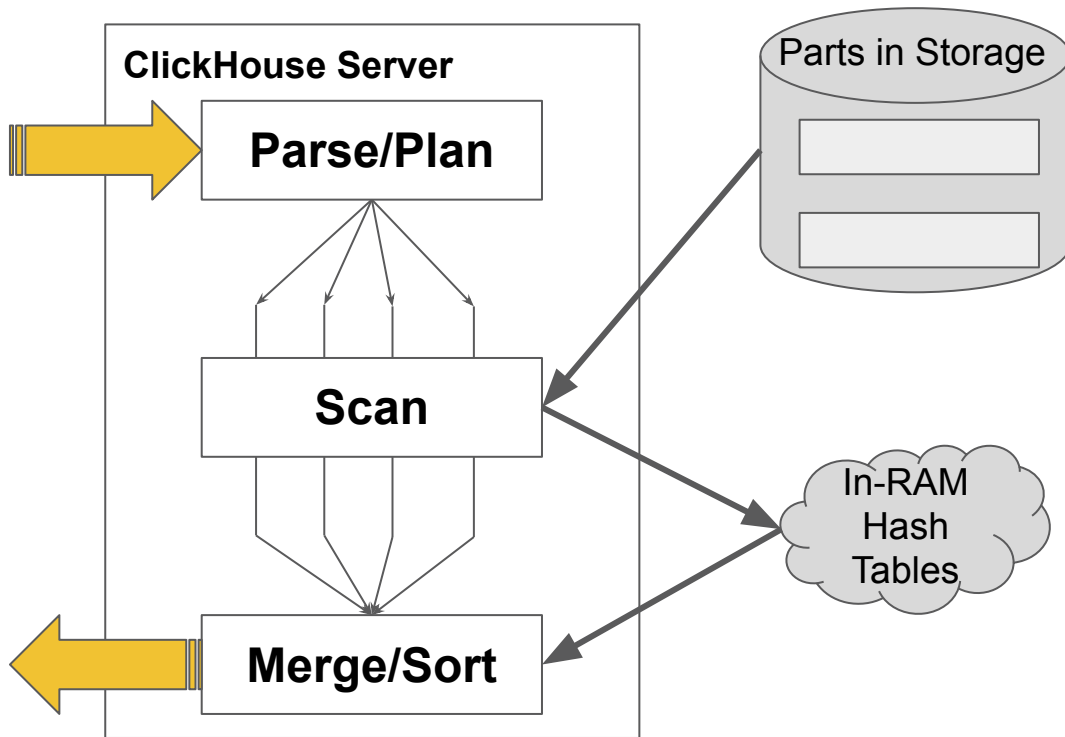 ClickHouse Server
Parts in Storage
Parse/Plan
Scan
In-RAM
Hash
Tables
Merge/Sort